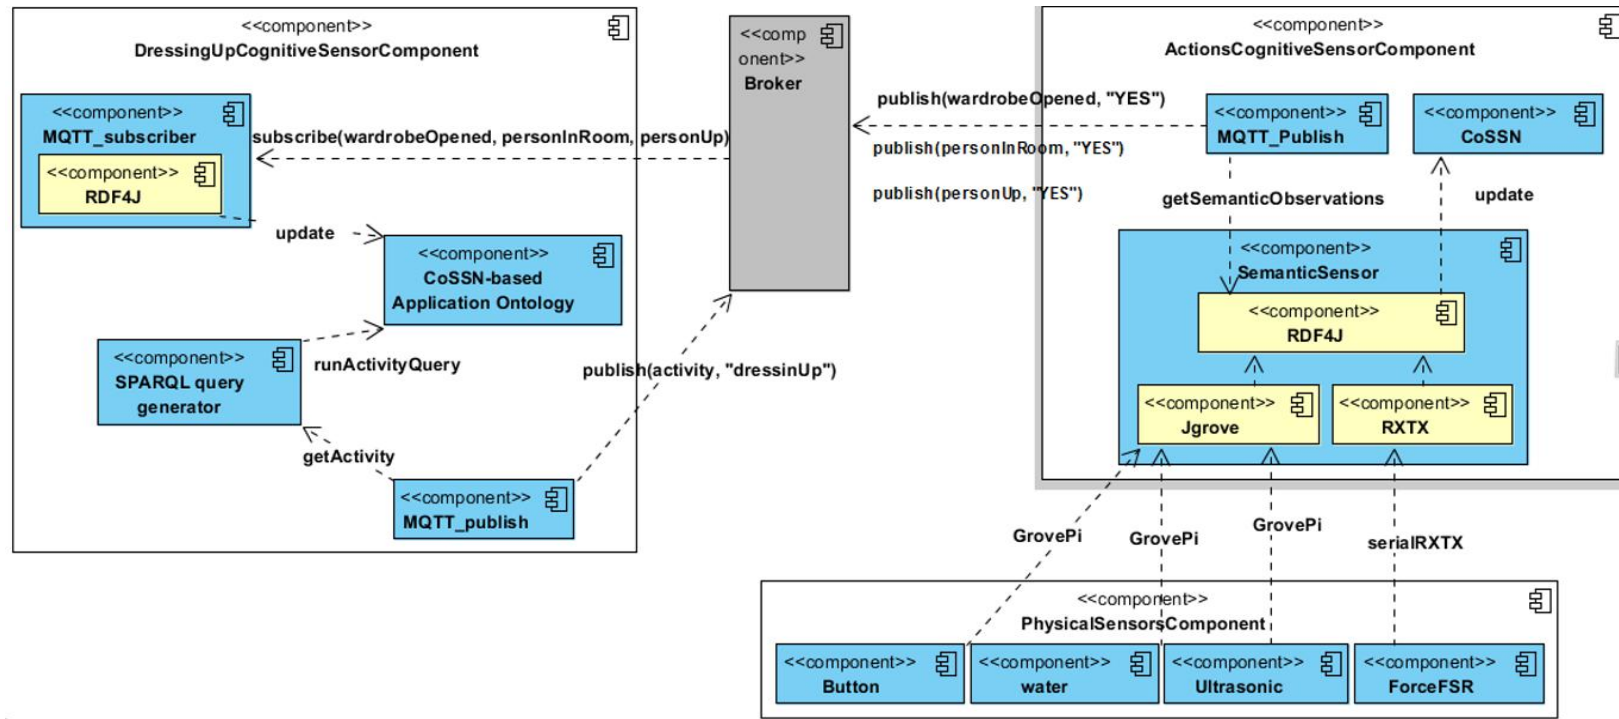 <<component>>
DressingUpCognitiveSensorComponent
<<component>>
MQTT_subscriber
<<component>>
RDF4J
update
<<component>>
CoSSN-based
Application Ontology
<<component>>
SPARQL query
generator
runActivityQuery
getActivity
<<component>>
MQTT_publish
subscribe(wardrobeOpened, personInRoom, personUp)
publish(activity, "dressinUp")
<<comp
onent>>
Broker
publish(wardrobeOpened, "YES")
publish(personInRoom, "YES")
publish(personUp, "YES")
<<component>>
ActionsCognitiveSensorComponent
<<component>>
MQTT_Publish
<<component>>
CoSSN
getSemanticObservations
update
<<component>>
SemanticSensor
<<component>>
RDF4J
<<component>>
Jgrove
<<component>>
RXTX
GrovePi
GrovePi
GrovePi
serialRXTX
<<component>>
PhysicalSensorsComponent
<<component>>
Button
<<component>>
water
<<component>>
Ultrasonic
<<component>>
ForceFSR